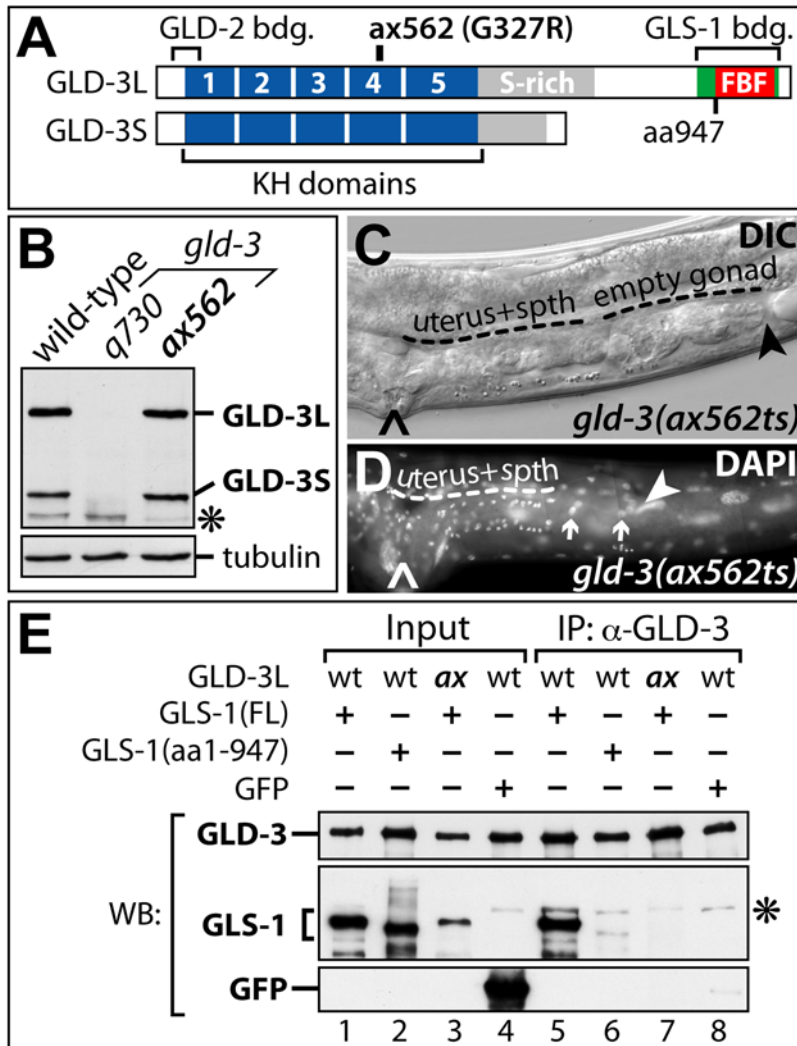 A
GLD-2 bdg.
ax562 (G327R)
GLS-1 bdg.
GLD-3L
1 2 3 4 5 S-rich FBF
GLD-3S
aa947
KH domains
B
gld-3
wild-type
q730
ax562
GLD-3L
GLD-3S
*
tubulin
C
DIC
uterus+spth
empty gonad
^
gld-3(ax562ts)
D
DAPI
uterus+spth
^
gld-3(ax562ts)
E
Input
IP: α-GLD-3
GLD-3L wt wt ax wt wt wt ax wt
GLS-1(FL) + – + – + – + –
GLS-1(aa1-947) – + – – – + – –
GFP – – – + – – – +
WB:
GLD-3
GLS-1
*
GFP
1 2 3 4 5 6 7 8